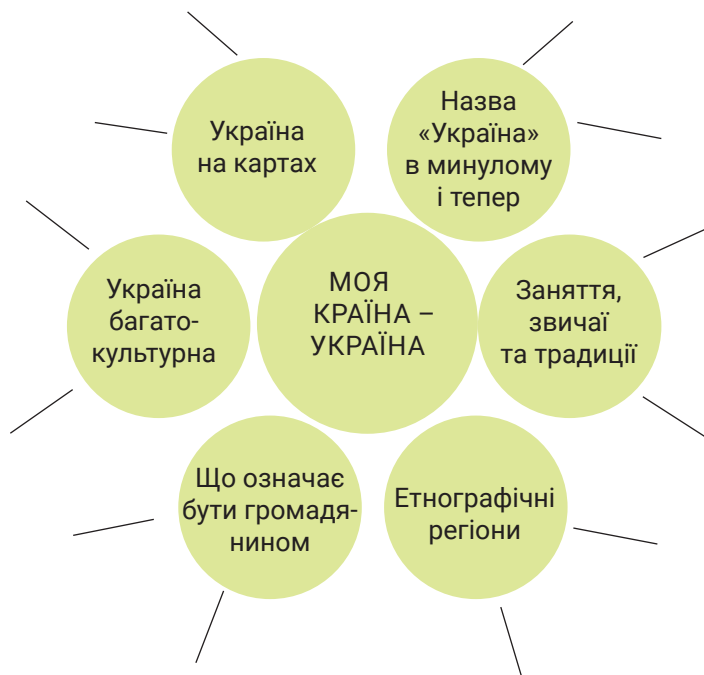 Україна
на картах
Назва
«Україна»
в минулому
і тепер
Україна
багато-
культурна
МОЯ
КРАЇНА –
УКРАЇНА
Заняття,
звичаї
та традиції
Що означає
бути громадя-
нином
Етнографічні
регіони